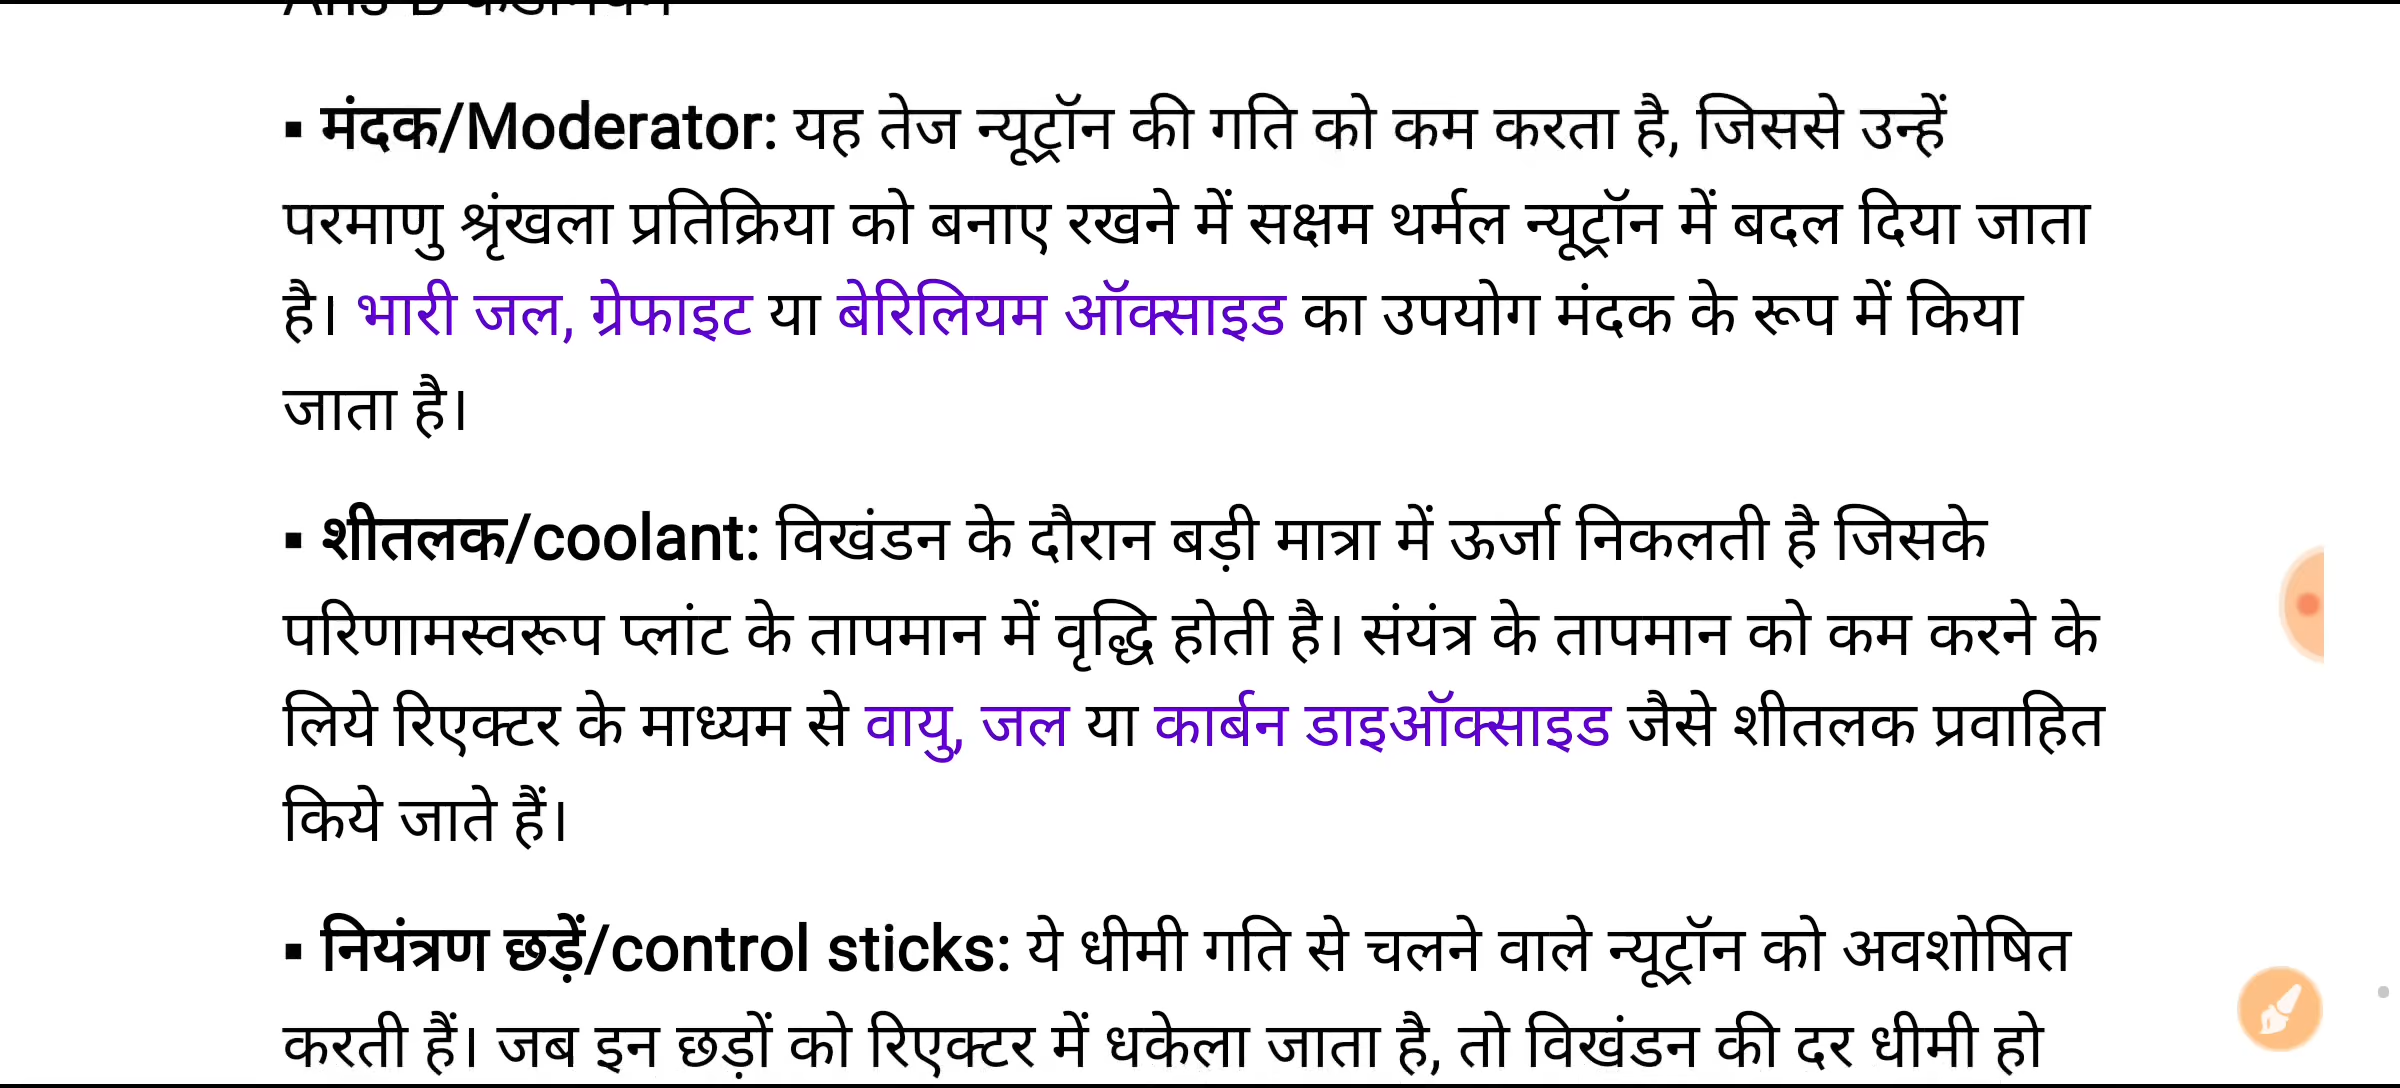 ▪ मंदक/Moderator: यह तेज न्यूट्रॉन की गति को कम करता है, जिससे उन्हें
परमाणु श्रृंखला प्रतिक्रिया को बनाए रखने में सक्षम थर्मल न्यूट्रॉन में बदल दिया जाता
है। भारी जल, ग्रेफाइट या बेरिलियम ऑक्साइड का उपयोग मंदक के रूप में किया
जाता है।
▪ शीतलक/coolant: विखंडन के दौरान बड़ी मात्रा में ऊर्जा निकलती है जिसके
परिणामस्वरूप प्लांट के तापमान में वृद्धि होती है। संयंत्र के तापमान को कम करने के
लिये रिएक्टर के माध्यम से वायु, जल या कार्बन डाइऑक्साइड जैसे शीतलक प्रवाहित
किये जाते हैं।
▪ नियंत्रण छड़ें/control sticks: ये धीमी गति से चलने वाले न्यूट्रॉन को अवशोषित
करती हैं। जब इन छड़ों को रिएक्टर में धकेला जाता है, तो विखंडन की दर धीमी हो